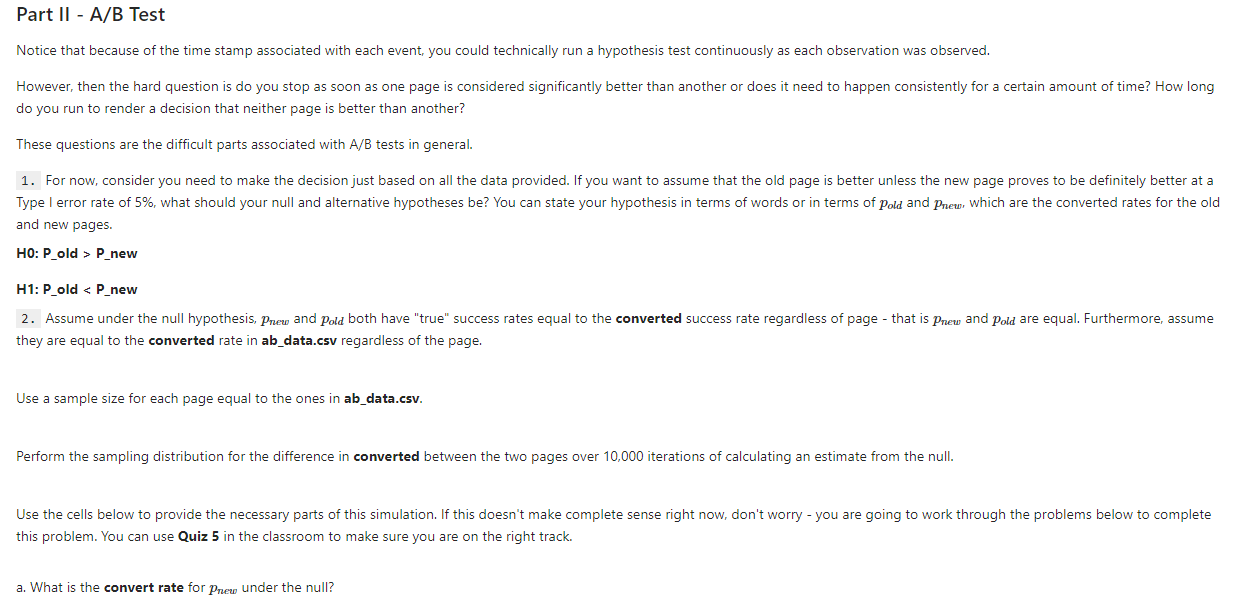 Part II - A/B Test
Notice that because of the time stamp associated with each event, you could technically run a hypothesis test continuously as each observation was observed.
However, then the hard question is do you stop as soon as one page is considered significantly better than another or does it need to happen consistently for a certain amount of time? How long
do you run to render a decision that neither page is better than another?
These questions are the difficult parts associated with A/B tests in general.
1. For now, consider you need to make the decision just based on all the data provided. If you want to assume that the old page is better unless the new page proves to be definitely better at a
Type I error rate of 5%, what should your null and alternative hypotheses be? You can state your hypothesis in terms of words or in terms of p_old and p_new, which are the converted rates for the old
and new pages.
H0: P_old > P_new
H1: P_old < P_new
2. Assume under the null hypothesis, p_new and p_old both have "true" success rates equal to the converted success rate regardless of page - that is p_new and p_old are equal. Furthermore, assume
they are equal to the converted rate in ab_data.csv regardless of the page.
Use a sample size for each page equal to the ones in ab_data.csv.
Perform the sampling distribution for the difference in converted between the two pages over 10,000 iterations of calculating an estimate from the null.
Use the cells below to provide the necessary parts of this simulation. If this doesn't make complete sense right now, don't worry - you are going to work through the problems below to complete
this problem. You can use Quiz 5 in the classroom to make sure you are on the right track.
a. What is the convert rate for p_new under the null?